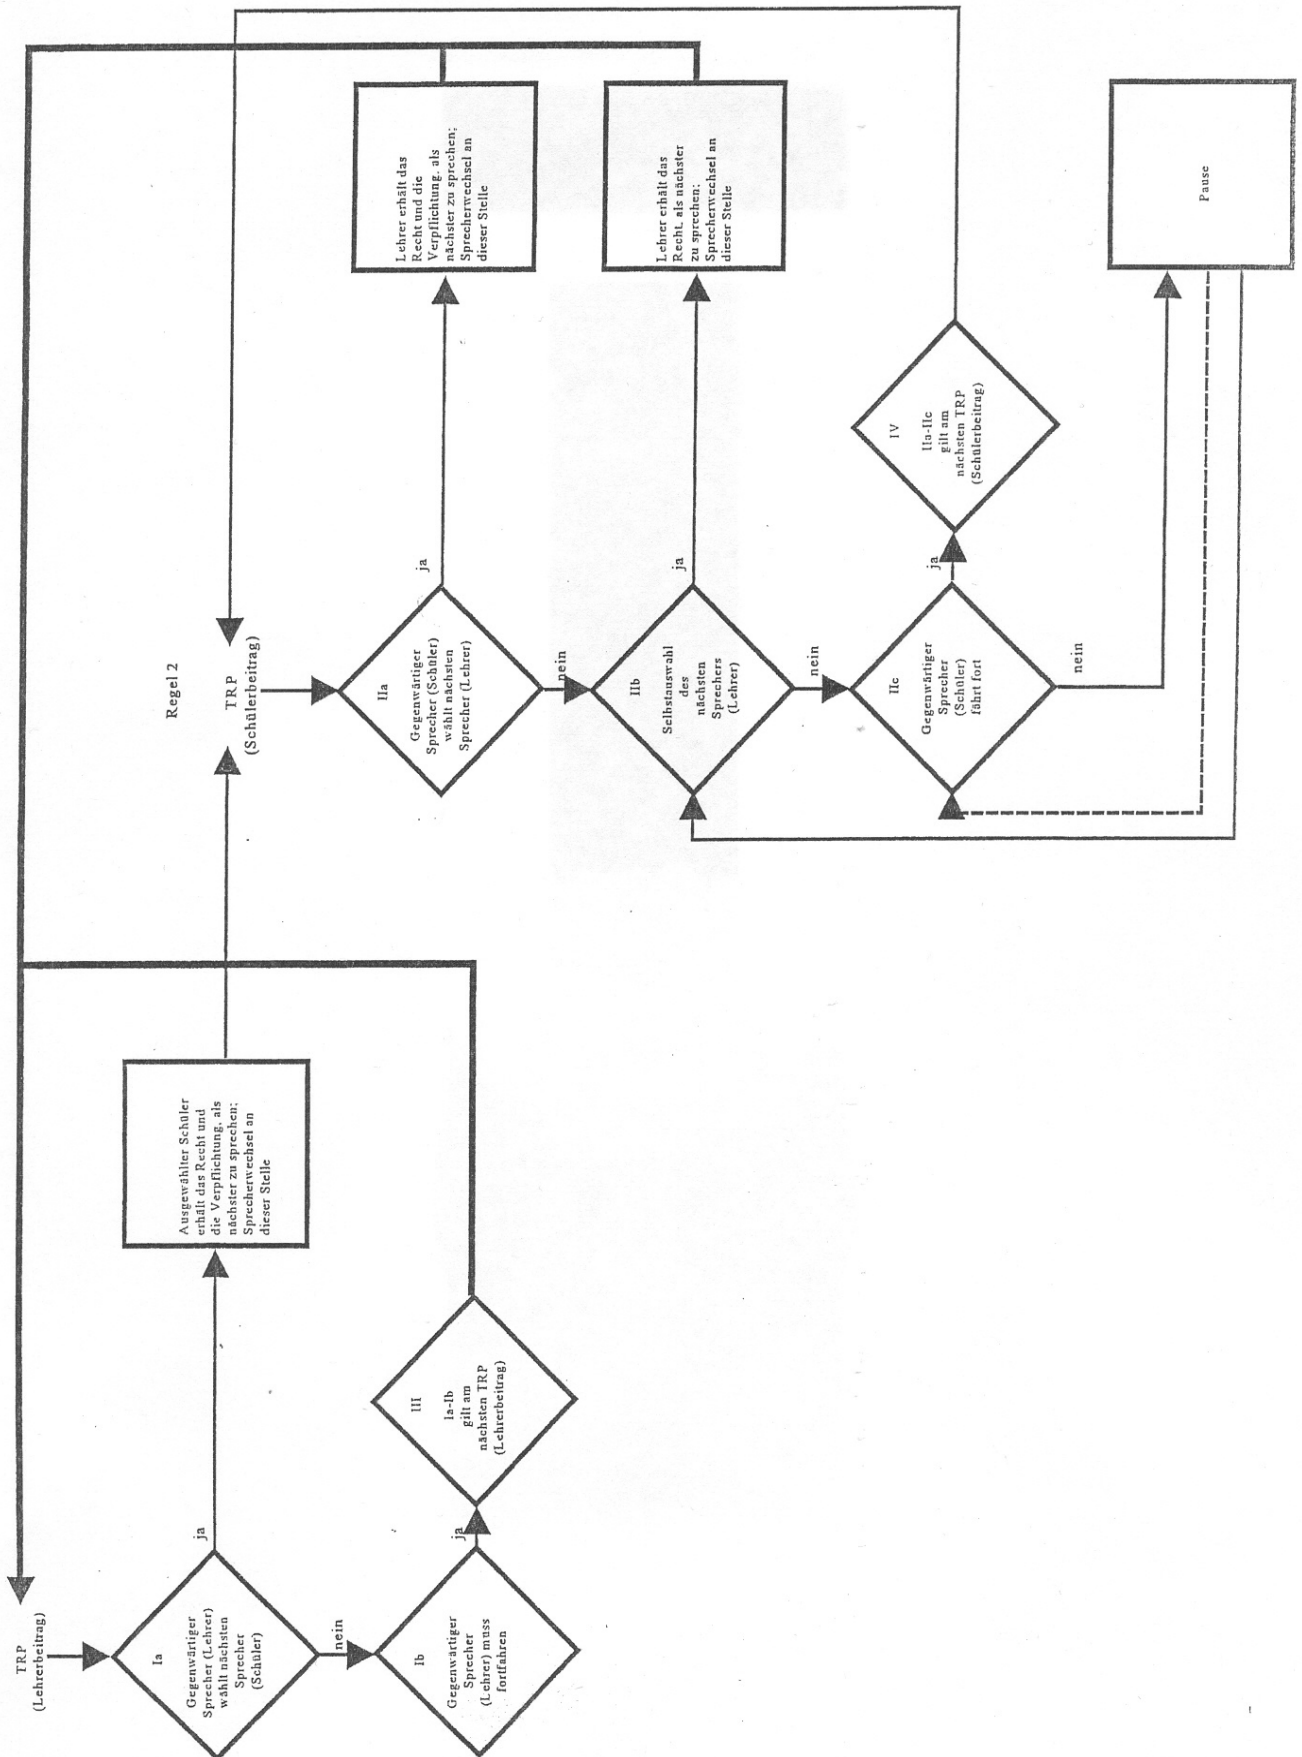 TRP
(Lehrerbeitrag)
Ia
Gegenwärtiger
Sprecher (Lehrer)
wählt nächsten
Sprecher
(Schüler)
ja
nein
Ib
Gegenwärtiger
Sprecher
(Lehrer) muss
fortfahren
ja
III
Ia-Ib
gilt am
nächsten TRP
(Lehrerbeitrag)
Ausgewählter Schüler
erhält das Recht und
die Verpflichtung, als
nächster zu sprechen;
Sprecherwechsel an
dieser Stelle
Regel 2
TRP
(Schülerbeitrag)
IIa
Gegenwärtiger
Sprecher (Schüler)
wählt nächsten
Sprecher (Lehrer)
ja
nein
Lehrer erhält das
Recht und die
Verpflichtung, als
nächster zu sprechen;
Sprecherwechsel an
dieser Stelle
IIb
Selbstauswahl
des
nächsten
Sprechers
(Lehrer)
ja
nein
Lehrer erhält das
Recht, als nächster
zu sprechen;
Sprecherwechsel an
dieser Stelle
IIc
Gegenwärtiger
Sprecher
(Schüler)
fährt fort
ja
nein
IV
IIa-IIc
gilt am
nächsten TRP
(Schülerbeitrag)
Pause